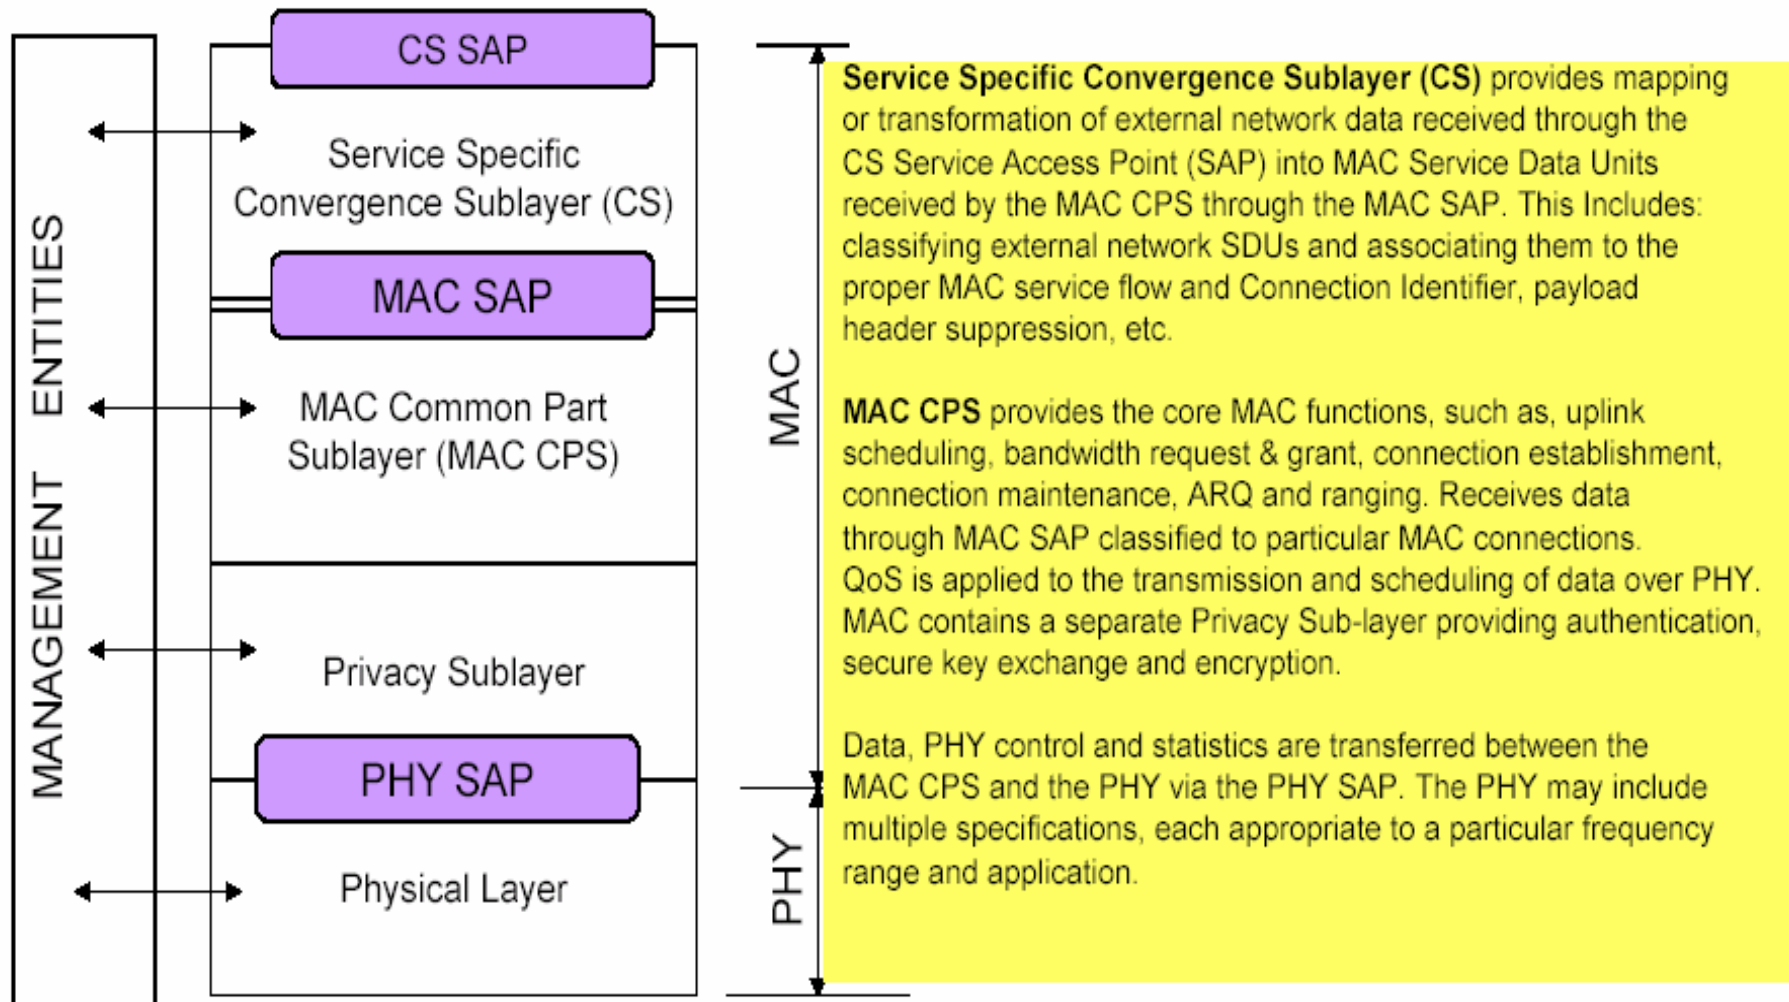 MANAGEMENT ENTITIES
CS SAP
Service Specific
Convergence Sublayer (CS)
MAC SAP
MAC Common Part
Sublayer (MAC CPS)
Privacy Sublayer
PHY SAP
Physical Layer
MAC
PHY
Service Specific Convergence Sublayer (CS) provides mapping
or transformation of external network data received through the
CS Service Access Point (SAP) into MAC Service Data Units
received by the MAC CPS through the MAC SAP. This Includes:
classifying external network SDUs and associating them to the
proper MAC service flow and Connection Identifier, payload
header suppression, etc.
MAC CPS provides the core MAC functions, such as, uplink
scheduling, bandwidth request & grant, connection establishment,
connection maintenance, ARQ and ranging. Receives data
through MAC SAP classified to particular MAC connections.
QoS is applied to the transmission and scheduling of data over PHY.
MAC contains a separate Privacy Sub-layer providing authentication,
secure key exchange and encryption.
Data, PHY control and statistics are transferred between the
MAC CPS and the PHY via the PHY SAP. The PHY may include
multiple specifications, each appropriate to a particular frequency
range and application.